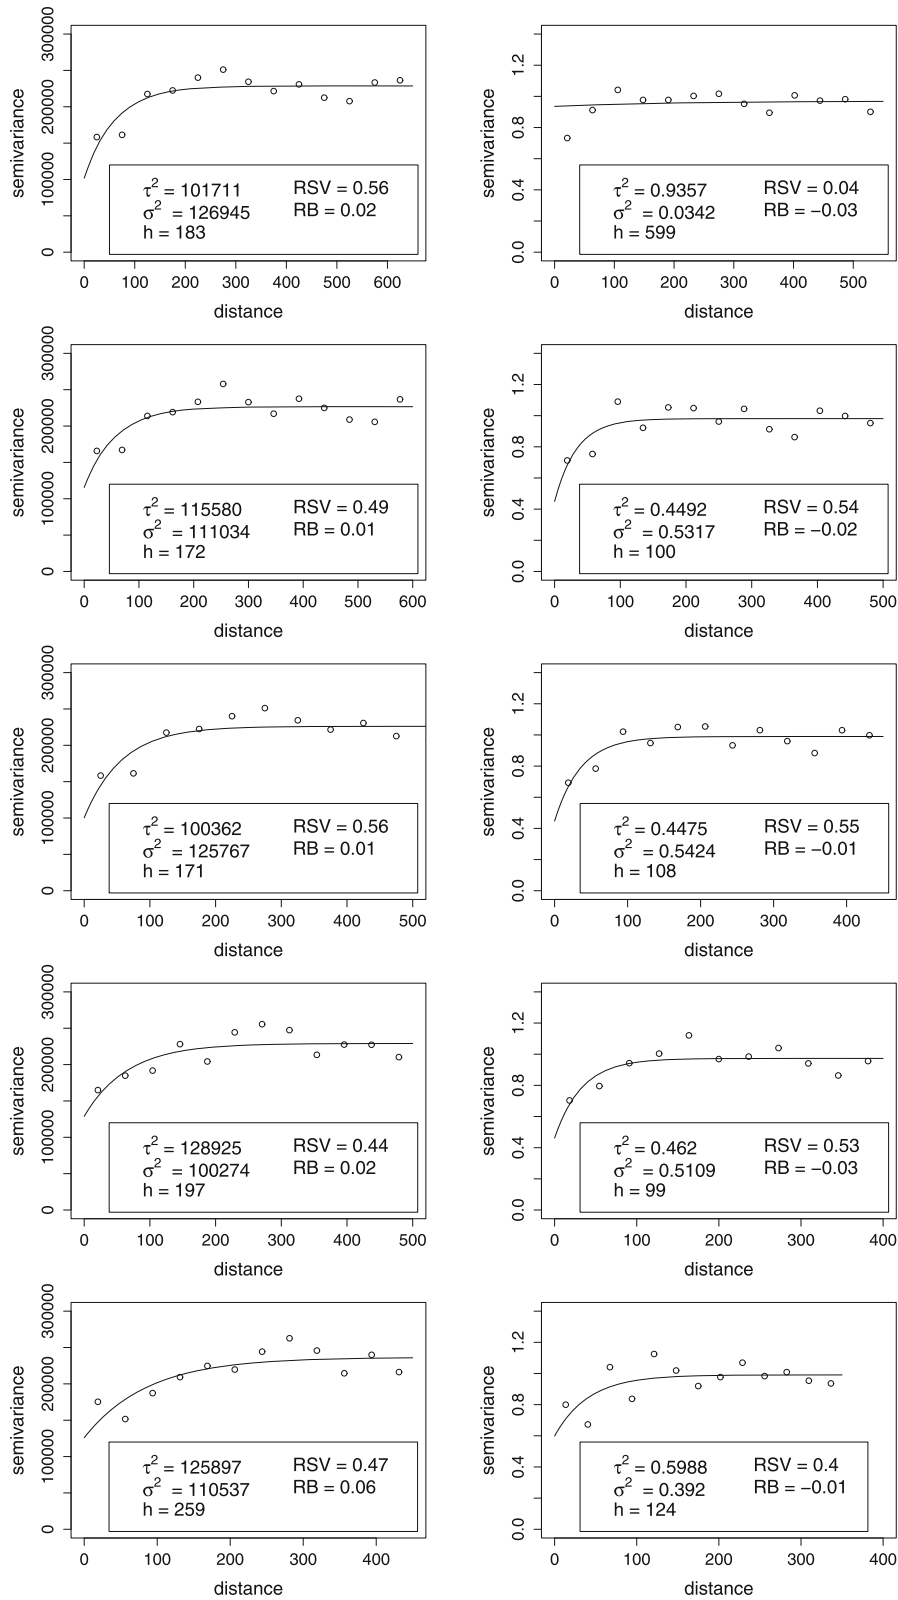 semivariance
0 100000 200000 300000
τ² = 101711 RSV = 0.56
σ² = 126945 RB = 0.02
h = 183
0 100 200 300 400 500 600
distance
semivariance
0.0 0.4 0.8 1.2
τ² = 0.9357 RSV = 0.04
σ² = 0.0342 RB = −0.03
h = 599
0 100 200 300 400 500
distance
semivariance
0 100000 200000 300000
τ² = 115580 RSV = 0.49
σ² = 111034 RB = 0.01
h = 172
0 100 200 300 400 500 600
distance
semivariance
0.0 0.4 0.8 1.2
τ² = 0.4492 RSV = 0.54
σ² = 0.5317 RB = −0.02
h = 100
0 100 200 300 400 500
distance
semivariance
0 100000 200000 300000
τ² = 100362 RSV = 0.56
σ² = 125767 RB = 0.01
h = 171
0 100 200 300 400 500
distance
semivariance
0.0 0.4 0.8 1.2
τ² = 0.4475 RSV = 0.55
σ² = 0.5424 RB = −0.01
h = 108
0 100 200 300 400
distance
semivariance
0 100000 200000 300000
τ² = 128925 RSV = 0.44
σ² = 100274 RB = 0.02
h = 197
0 100 200 300 400 500
distance
semivariance
0.0 0.4 0.8 1.2
τ² = 0.462 RSV = 0.53
σ² = 0.5109 RB = −0.03
h = 99
0 100 200 300 400
distance
semivariance
0 100000 200000 300000
τ² = 125897 RSV = 0.47
σ² = 110537 RB = 0.06
h = 259
0 100 200 300 400
distance
semivariance
0.0 0.4 0.8 1.2
τ² = 0.5988 RSV = 0.4
σ² = 0.392 RB = −0.01
h = 124
0 100 200 300 400
distance